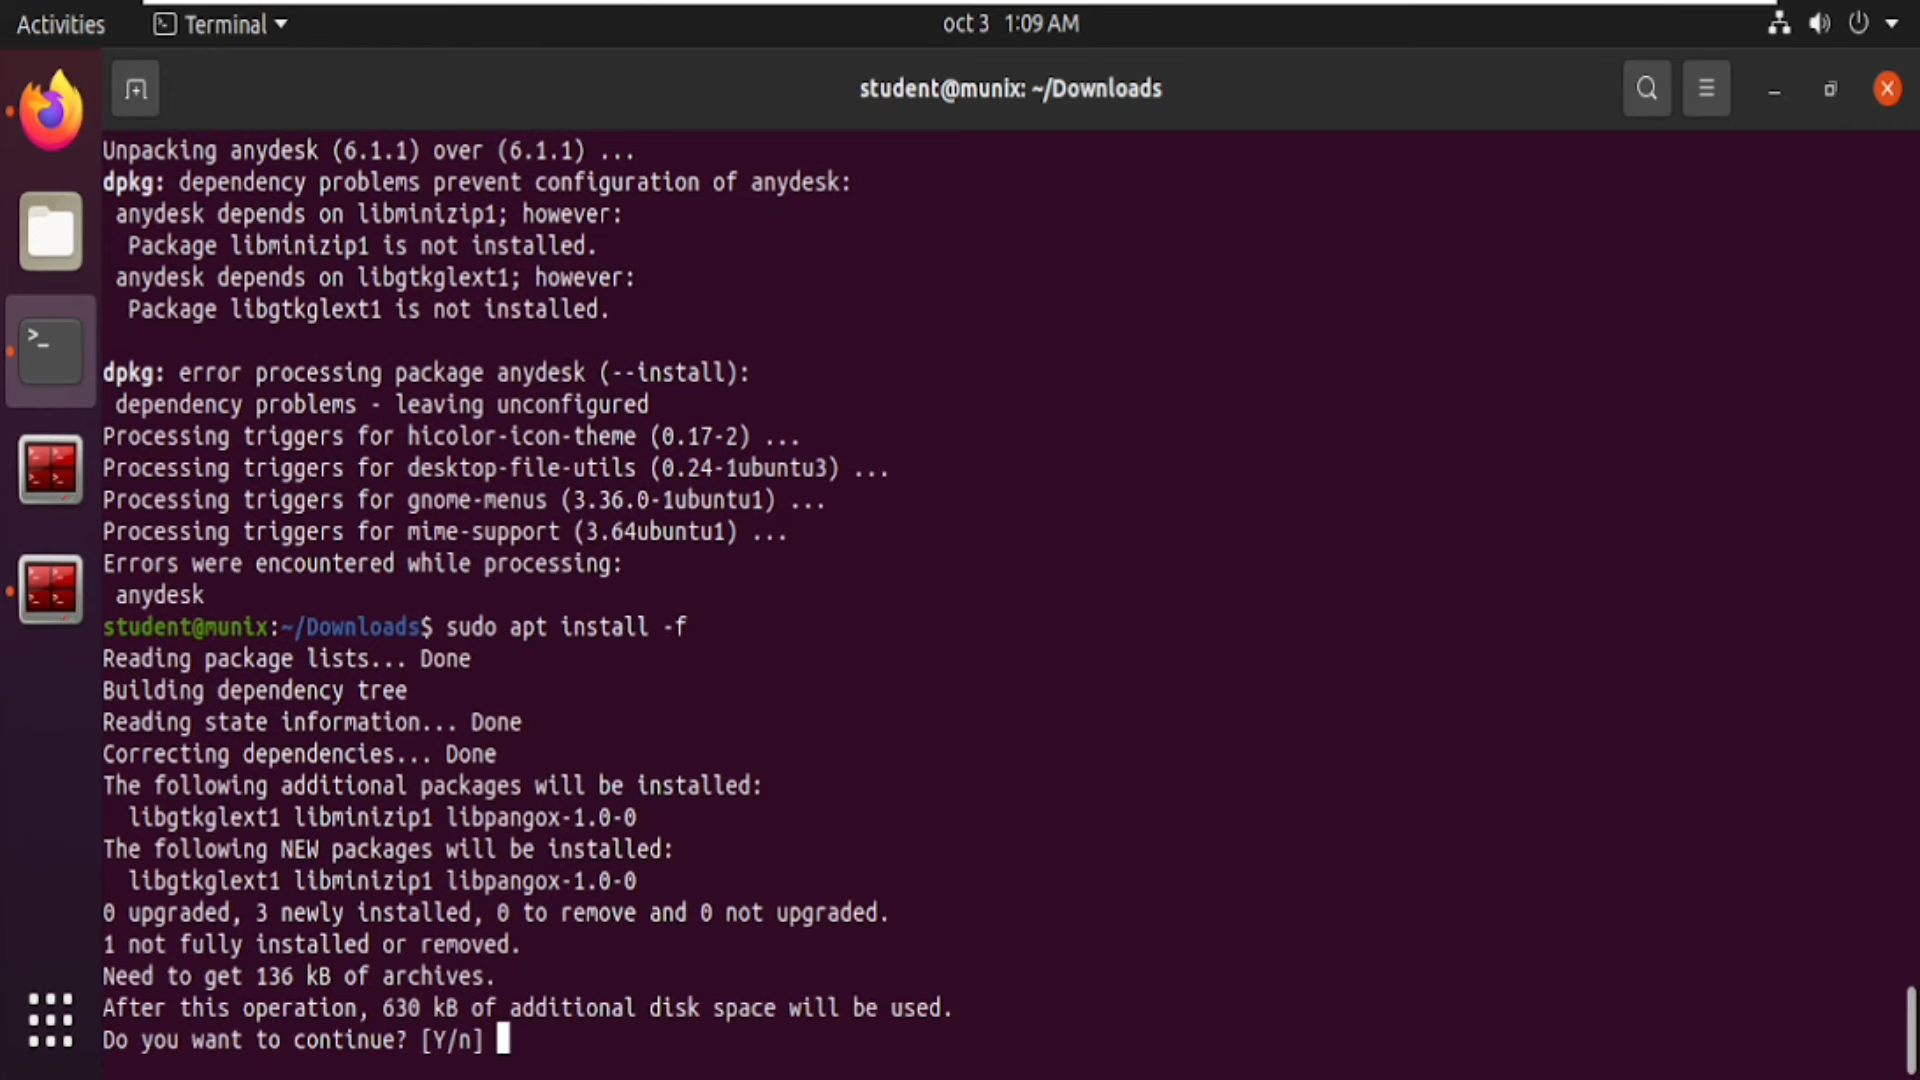 Activities
Terminal
oct 3 1:09 AM
student@munix: ~/Downloads
Unpacking anydesk (6.1.1) over (6.1.1) ...
dpkg: dependency problems prevent configuration of anydesk:
anydesk depends on libminizip1; however:
Package libminizip1 is not installed.
anydesk depends on libgtkglext1; however:
Package libgtkglext1 is not installed.
dpkg: error processing package anydesk (--install):
dependency problems - leaving unconfigured
Processing triggers for hicolor-icon-theme (0.17-2) ...
Processing triggers for desktop-file-utils (0.24-1ubuntu3) ...
Processing triggers for gnome-menus (3.36.0-1ubuntu1) ...
Processing triggers for mime-support (3.64ubuntu1) ...
Errors were encountered while processing:
anydesk
student@munix:~/Downloads$ sudo apt install -f
Reading package lists... Done
Building dependency tree
Reading state information... Done
Correcting dependencies... Done
The following additional packages will be installed:
libgtkglext1 libminizip1 libpangox-1.0-0
The following NEW packages will be installed:
libgtkglext1 libminizip1 libpangox-1.0-0
0 upgraded, 3 newly installed, 0 to remove and 0 not upgraded.
1 not fully installed or removed.
Need to get 136 kB of archives.
After this operation, 630 kB of additional disk space will be used.
Do you want to continue? [Y/n]